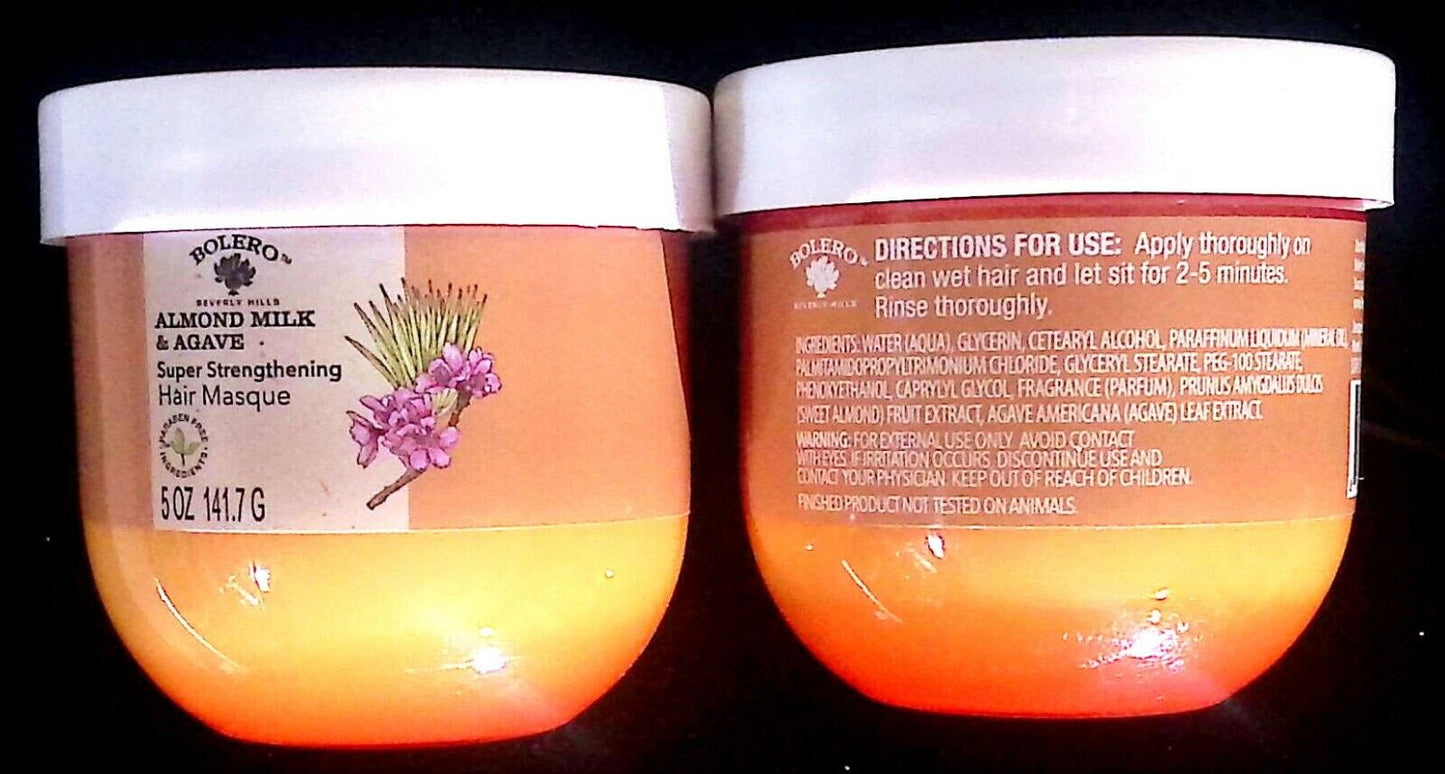 BOLERO™
BEVERLY HILLS
ALMOND MILK
& AGAVE
Super Strengthening
Hair Masque
PARABEN FREE
INGREDIENTS
5 OZ 141.7 G
BOLERO™
BEVERLY HILLS
DIRECTIONS FOR USE: Apply thoroughly on
clean wet hair and let sit for 2-5 minutes.
Rinse thoroughly.
INGREDIENTS: WATER (AQUA), GLYCERIN, CETEARYL ALCOHOL, PARAFFINUM LIQUIDUM (MINERAL OIL),
PALMITAMIDOPROPYLTRIMONIUM CHLORIDE, GLYCERYL STEARATE, PEG-100 STEARATE,
PHENOXYETHANOL, CAPRYLYL GLYCOL, FRAGRANCE (PARFUM), PRUNUS AMYGDALUS DULCIS
(SWEET ALMOND) FRUIT EXTRACT, AGAVE AMERICANA (AGAVE) LEAF EXTRACT.
WARNING: FOR EXTERNAL USE ONLY. AVOID CONTACT
WITH EYES. IF IRRITATION OCCURS, DISCONTINUE USE AND
CONTACT YOUR PHYSICIAN. KEEP OUT OF REACH OF CHILDREN.
FINISHED PRODUCT NOT TESTED ON ANIMALS.